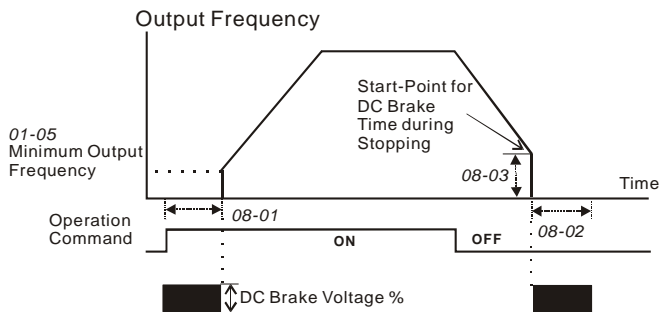 Output Frequency
Start-Point for
DC Brake
Time during
Stopping
01-05
Minimum Output
Frequency
08-03
Time
08-01
08-02
Operation
Command
ON
OFF
DC Brake Voltage %